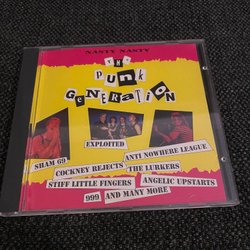 NASTY NASTY
THE
PUNK
GENERATION
EXPLOITED
SHAM 69
ANTI NOWHERE LEAGUE
COCKNEY REJECTS
THE LURKERS
STIFF LITTLE FINGERS
ANGELIC UPSTARTS
999
AND MANY MORE